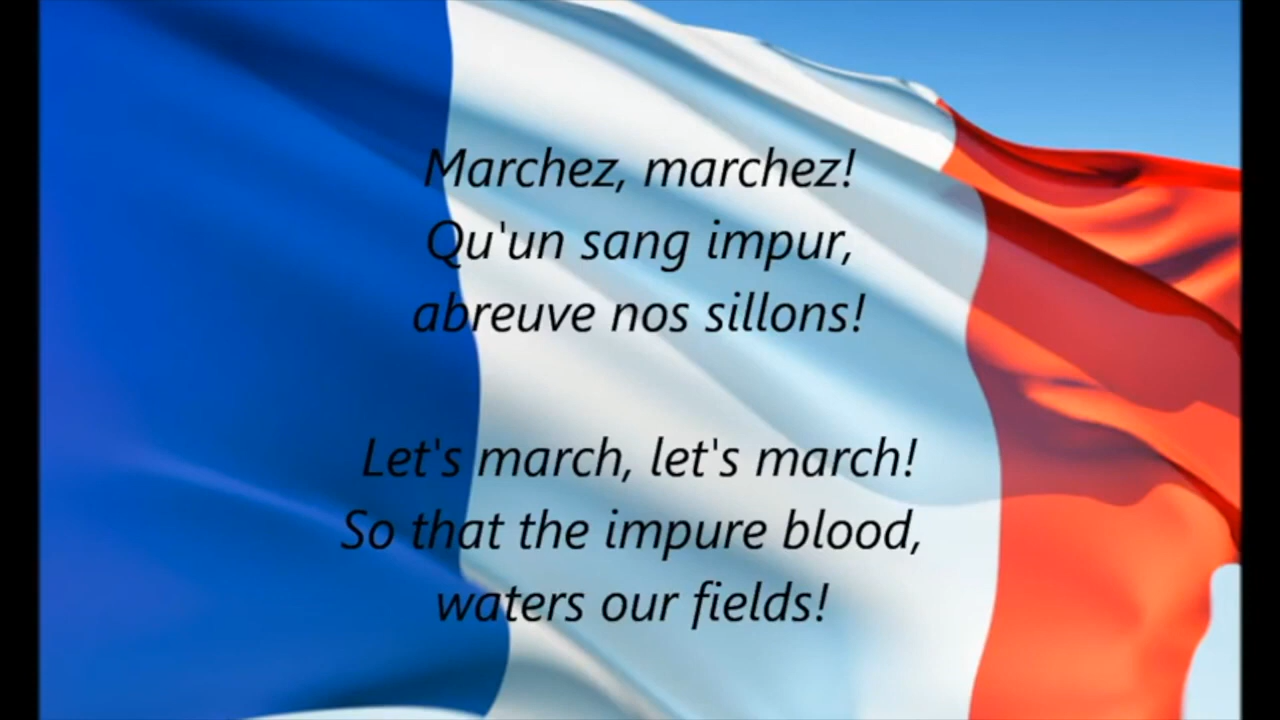 Marchez, marchez!
Qu'un sang impur,
abreuve nos sillons!
Let's march, let's march!
So that the impure blood,
waters our fields!